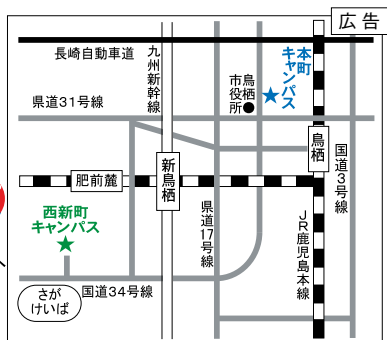 広告
長崎自動車道
九州新幹線
本町
キャンパス
鳥栖
市役所
県道31号線
鳥栖
国道3号線
新鳥栖
肥前麓
西新町
キャンパス
県道17号線
JR鹿児島本線
さが
けいば
国道34号線